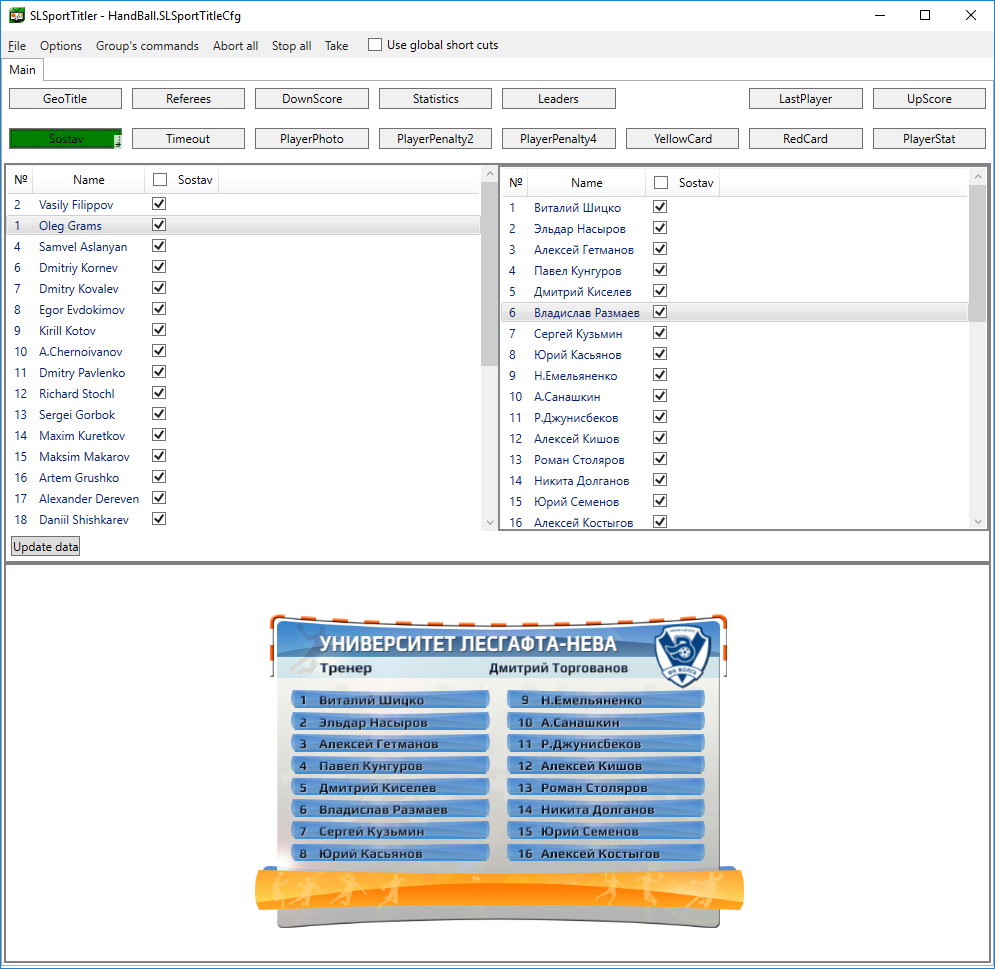 SLSportTitler - HandBall.SLSportTitleCfg
File Options Group's commands Abort all Stop all Take Use global short cuts
Main
GeoTitle Referees DownScore Statistics Leaders LastPlayer UpScore
Sostav Timeout PlayerPhoto PlayerPenalty2 PlayerPenalty4 YellowCard RedCard PlayerStat
№ Name Sostav
2 Vasily Filippov
1 Oleg Grams
4 Samvel Aslanyan
6 Dmitriy Kornev
7 Dmitry Kovalev
8 Egor Evdokimov
9 Kirill Kotov
10 A.Chernoivanov
11 Dmitry Pavlenko
12 Richard Stochl
13 Sergei Gorbok
14 Maxim Kuretkov
15 Maksim Makarov
16 Artem Grushko
17 Alexander Dereven
18 Daniil Shishkarev
№ Name Sostav
1 Виталий Шицко
2 Эльдар Насыров
3 Алексей Гетманов
4 Павел Кунгуров
5 Дмитрий Киселев
6 Владислав Размаев
7 Сергей Кузьмин
8 Юрий Касьянов
9 Н.Емельяненко
10 А.Санашкин
11 Р.Джунисбеков
12 Алексей Кишов
13 Роман Столяров
14 Никита Долганов
15 Юрий Семенов
16 Алексей Костыгов
Update data
УНИВЕРСИТЕТ ЛЕСГАФТА-НЕВА
Тренер Дмитрий Торгованов
1 Виталий Шицко
2 Эльдар Насыров
3 Алексей Гетманов
4 Павел Кунгуров
5 Дмитрий Киселев
6 Владислав Размаев
7 Сергей Кузьмин
8 Юрий Касьянов
9 Н.Емельяненко
10 А.Санашкин
11 Р.Джунисбеков
12 Алексей Кишов
13 Роман Столяров
14 Никита Долганов
15 Юрий Семенов
16 Алексей Костыгов